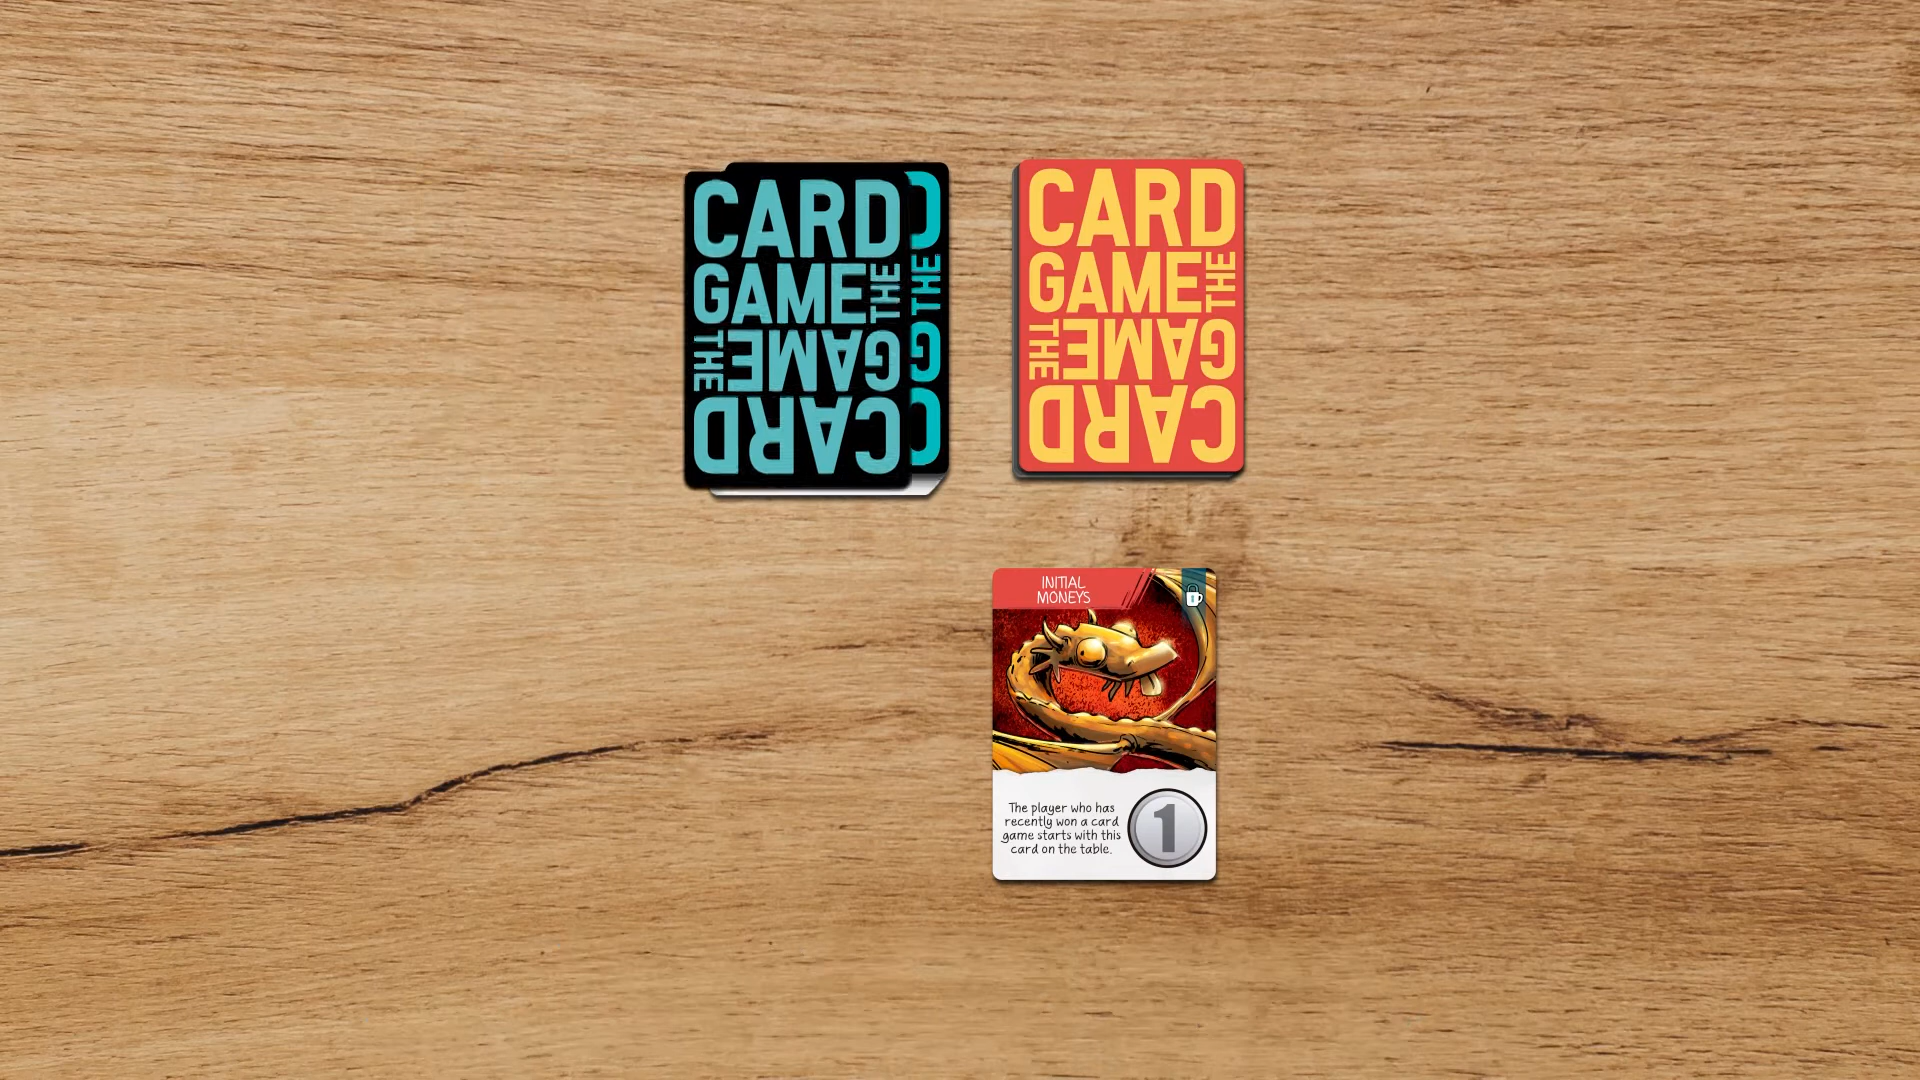 CARD
GAME THE
THE GAME
CARD
C
THE
G
C
CARD
GAME THE
THE GAME
CARD
INITIAL
MONEYS
The player who has
recently won a card
game starts with this
card on the table.
1